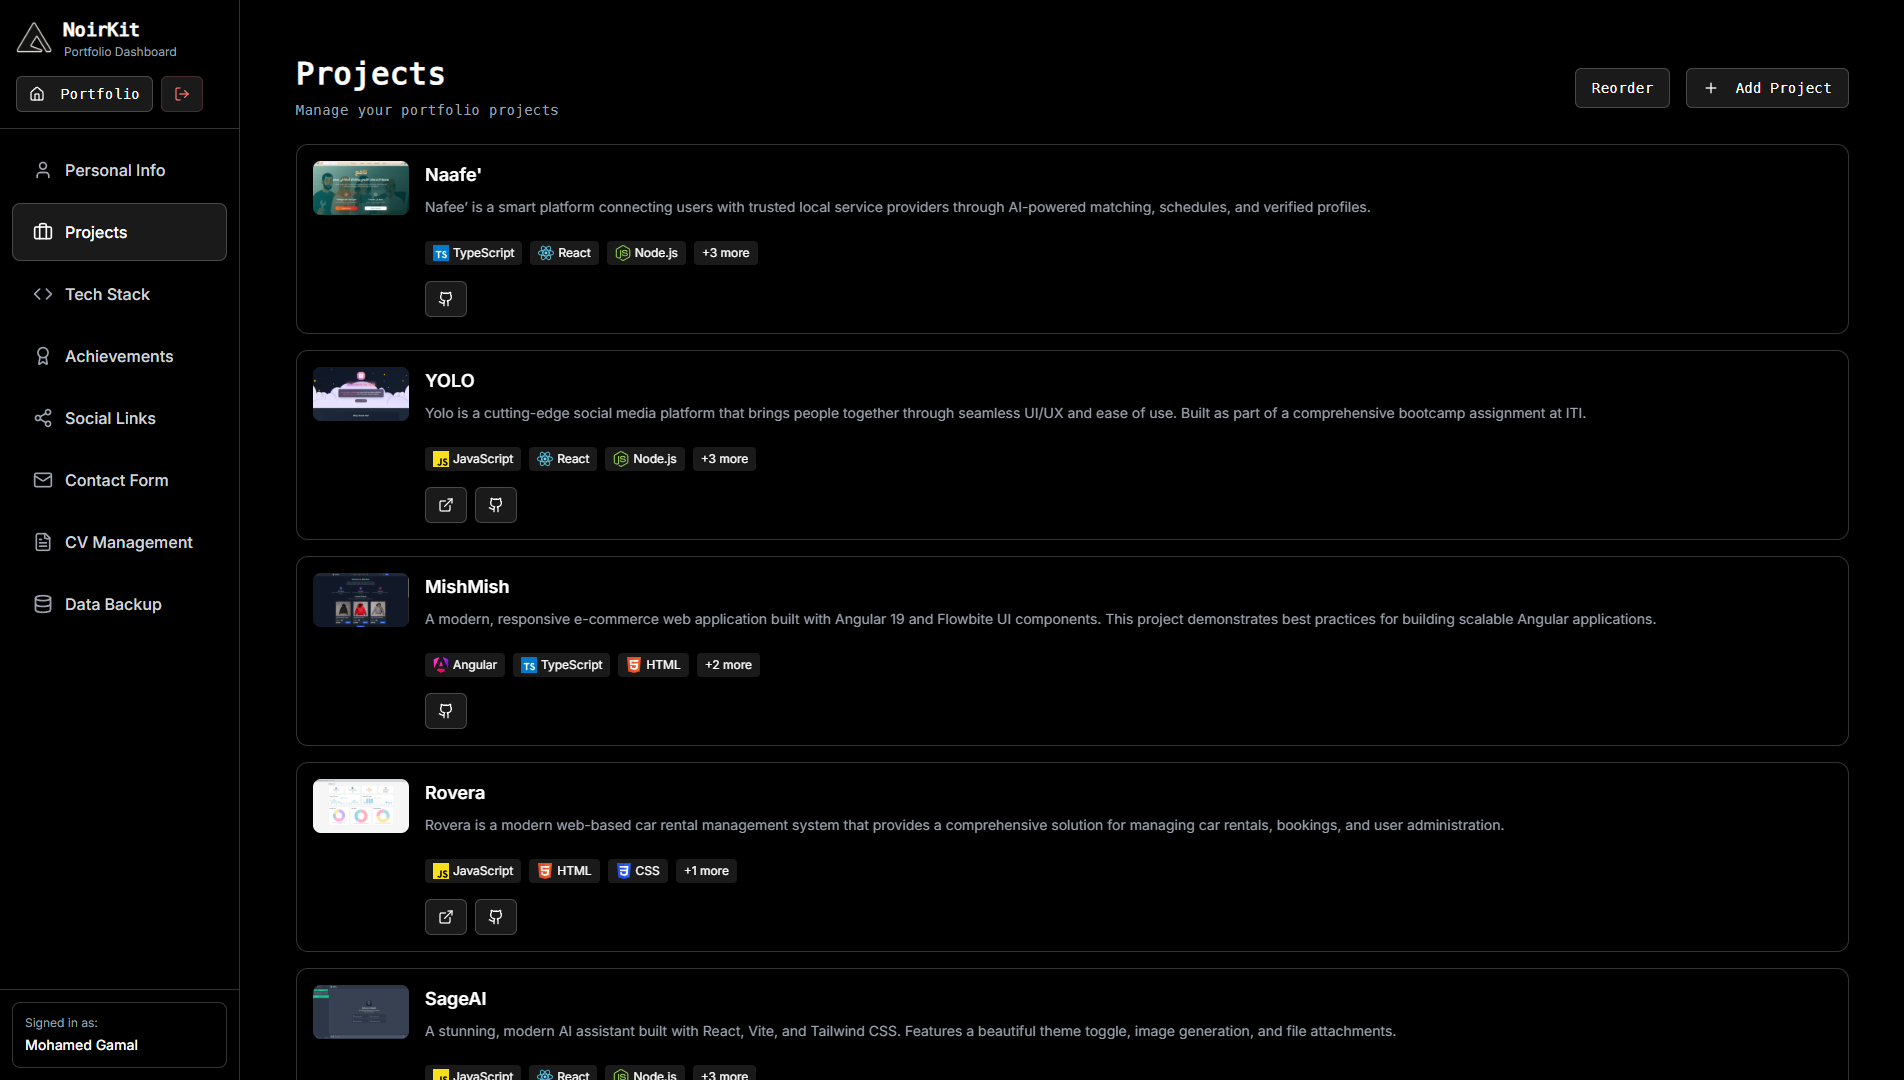 NoirKit
Portfolio Dashboard
Portfolio
Personal Info
Projects
Tech Stack
Achievements
Social Links
Contact Form
CV Management
Data Backup
Signed in as:
Mohamed Gamal
Projects
Manage your portfolio projects
Reorder
Add Project
Naafe'
Nafee’ is a smart platform connecting users with trusted local service providers through AI-powered matching, schedules, and verified profiles.
TS TypeScript
React
JS Node.js
+3 more
YOLO
Yolo is a cutting-edge social media platform that brings people together through seamless UI/UX and ease of use. Built as part of a comprehensive bootcamp assignment at ITI.
JS JavaScript
React
JS Node.js
+3 more
MishMish
A modern, responsive e-commerce web application built with Angular 19 and Flowbite UI components. This project demonstrates best practices for building scalable Angular applications.
Angular
TS TypeScript
HTML
+2 more
Rovera
Rovera is a modern web-based car rental management system that provides a comprehensive solution for managing car rentals, bookings, and user administration.
JS JavaScript
HTML
CSS
+1 more
SageAI
A stunning, modern AI assistant built with React, Vite, and Tailwind CSS. Features a beautiful theme toggle, image generation, and file attachments.
JS JavaScript
React
JS Node.js
+3 more